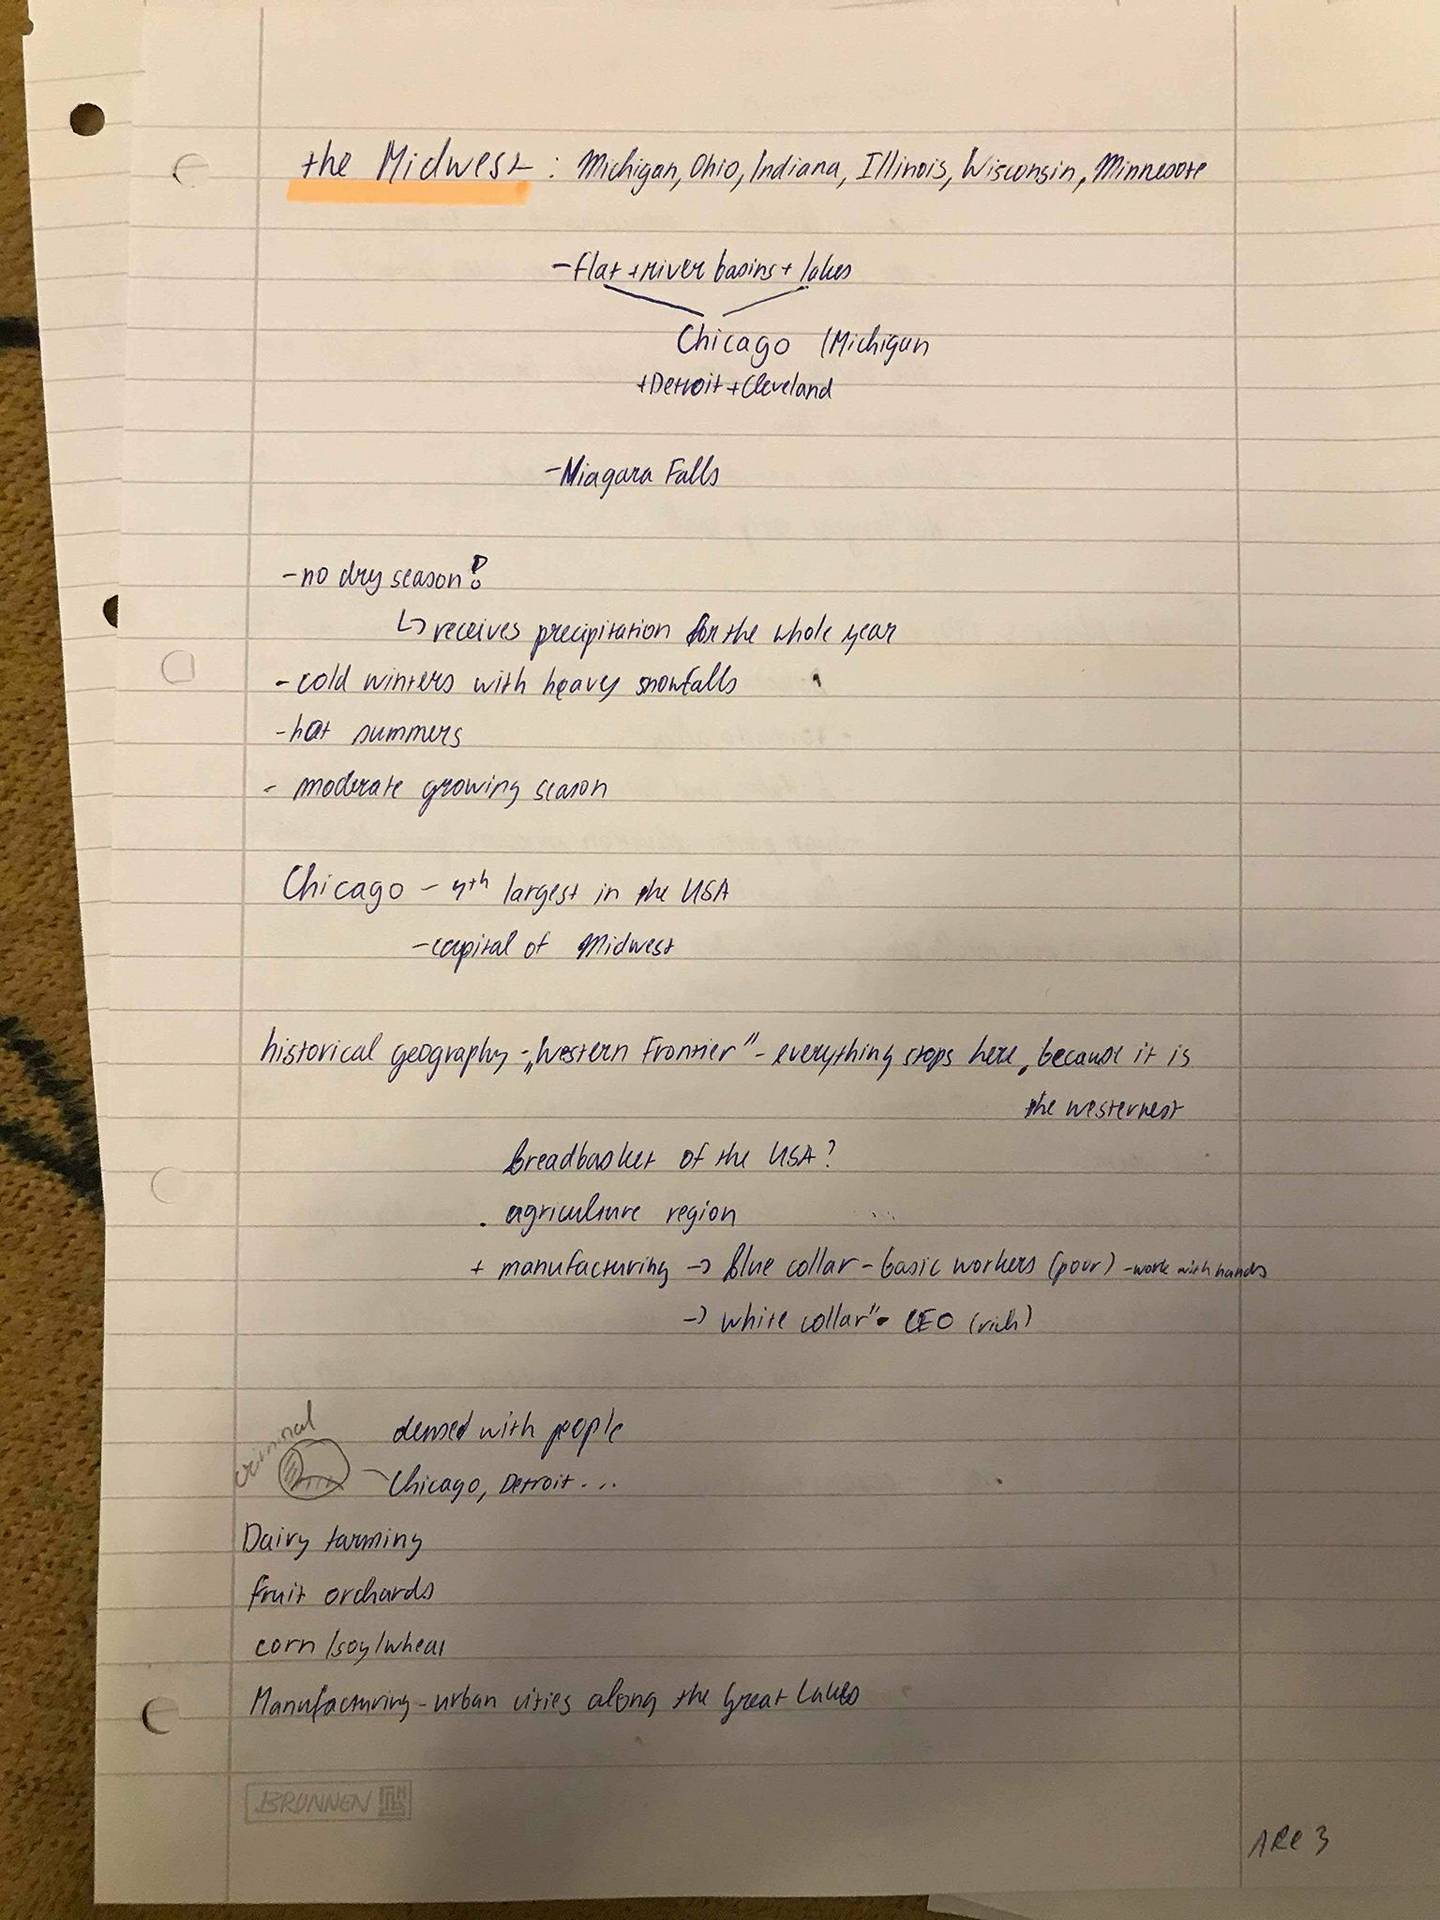 the Midwest : Michigan, Ohio, Indiana, Illinois, Wisconsin, Minnesote
- flat + river basins + lakes
Chicago /Michigan
+ Detroit + Cleveland
- Niagara Falls
- no dry season!
↳ receives precipitation for the whole year
- cold winters with heavy snowfalls
- hot summers
- moderate growing season
Chicago - 4th largest in the USA
- capital of Midwest
historical geography - „Western Frontier" - everything stops here, because it is
the westernest
Breadbasket of the USA?
. agriculture region
+ manufacturing -> Blue collar - basic workers (pour) - work with hands
-> white collar" - CEO (rich)
criminal
densed with people
- Chicago, Detroit ...
Dairy farming
fruit orchards
corn/soy/wheat
Manufacturing - urban cities along the Great Lakes
BRUNNEN
ARC 3